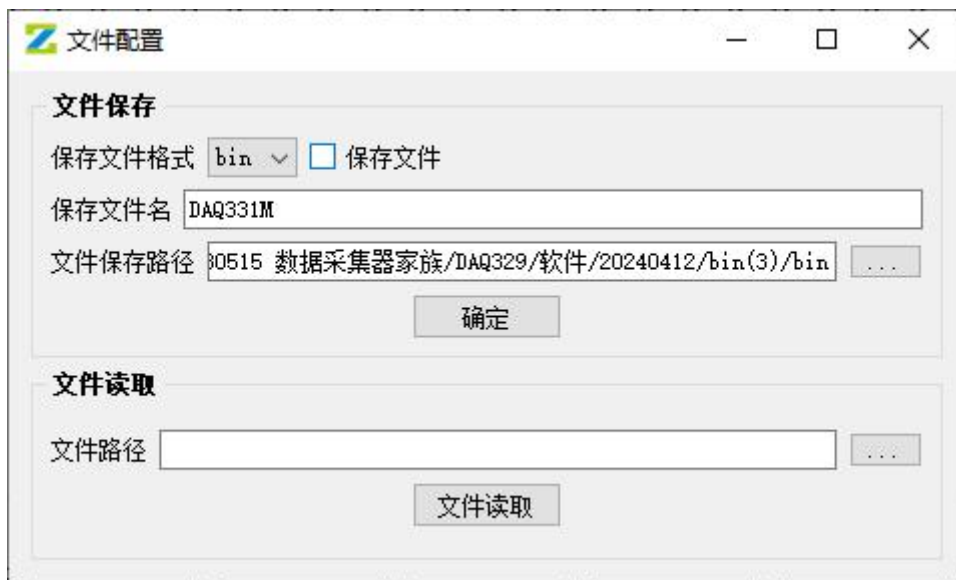 文件配置
文件保存
保存文件格式 bin 保存文件
保存文件名 DAQ331M
文件保存路径 30515 数据采集器家族/DAQ329/软件/20240412/bin(3)/bin ...
确定
文件读取
文件路径 ...
文件读取